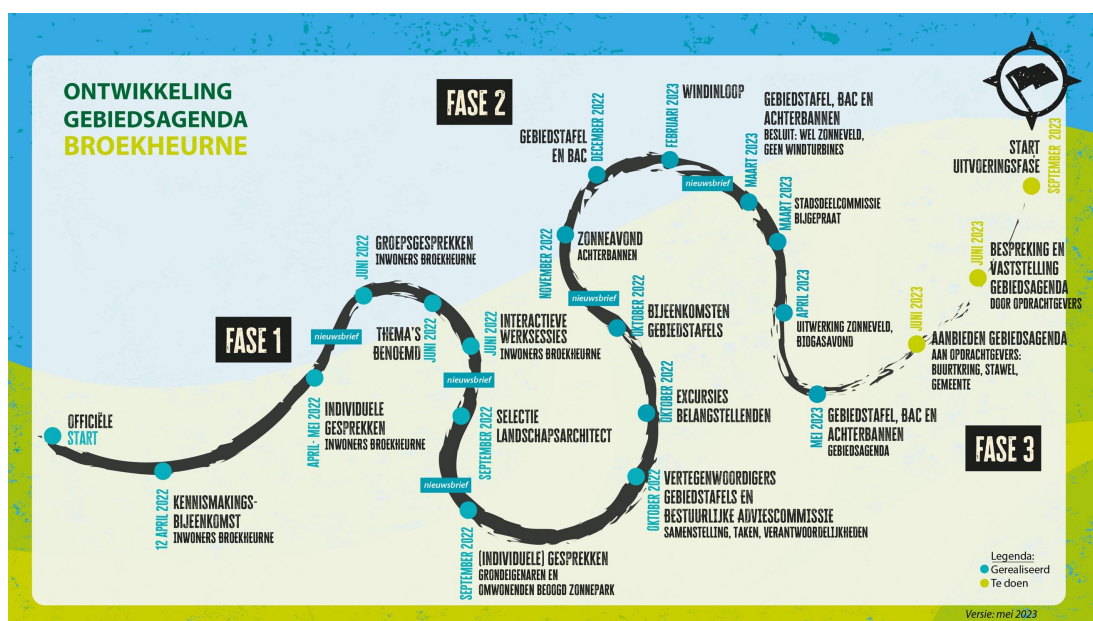 ONTWIKKELING
GEBIEDSAGENDA
BROEKHEURNE
FASE 1
OFFICIËLE
START
12 APRIL 2022
KENNISMAKINGS-
BIJEENKOMST
INWONERS BROEKHEURNE
APRIL- MEI 2022
INDIVIDUELE
GESPREKKEN
INWONERS BROEKHEURNE
nieuwsbrief
JUNI 2022
GROEPSGESPREKKEN
INWONERS BROEKHEURNE
THEMA'S
BENOEMD
JUNI 2022
JUNI 2022
INTERACTIEVE
WERKSESSIES
INWONERS BROEKHEURNE
nieuwsbrief
SEPTEMBER 2022
SELECTIE
LANDSCHAPSARCHITECT
nieuwsbrief
SEPTEMBER 2022
(INDIVIDUELE) GESPREKKEN
GRONDEIGENAREN EN
OMWONENDEN BEOOGD ZONNEPARK
FASE 2
OKTOBER 2022
VERTEGENWOORDIGERS
GEBIEDSTAFELS EN
BESTUURLIJKE ADVIESCOMMISSIE
SAMENSTELLING, TAKEN, VERANTWOORDELIJKHEDEN
OKTOBER 2022
EXCURSIES
BELANGSTELLENDEN
OKTOBER 2022
BIJEENKOMSTEN
GEBIEDSTAFELS
nieuwsbrief
NOVEMBER 2022
ZONNEAVOND
ACHTERBANNEN
GEBIEDSTAFEL
EN BAC
DECEMBER 2022
FEBRUARI 2023
WINDINLOOP
nieuwsbrief
MAART 2023
GEBIEDSTAFEL, BAC EN
ACHTERBANNEN
BESLUIT: WEL ZONNEVELD,
GEEN WINDTURBINES
MAART 2023
STADSDEELCOMMISSIE
BIJGEPRAAT
APRIL 2023
UITWERKING ZONNEVELD,
BIOGASAVOND
MEI 2023
GEBIEDSTAFEL, BAC EN
ACHTERBANNEN
GEBIEDSAGENDA
FASE 3
JUNI 2023
AANBIEDEN GEBIEDSAGENDA
AAN OPDRACHTGEVERS:
BUURTKRING, STAWEL,
GEMEENTE
JUNI 2023
BESPREKING EN
VASTSTELLING
GEBIEDSAGENDA
DOOR OPDRACHTGEVERS
START
UITVOERINGSFASE
SEPTEMBER 2023
Legenda:
Gerealiseerd
Te doen
Versie: mei 2023